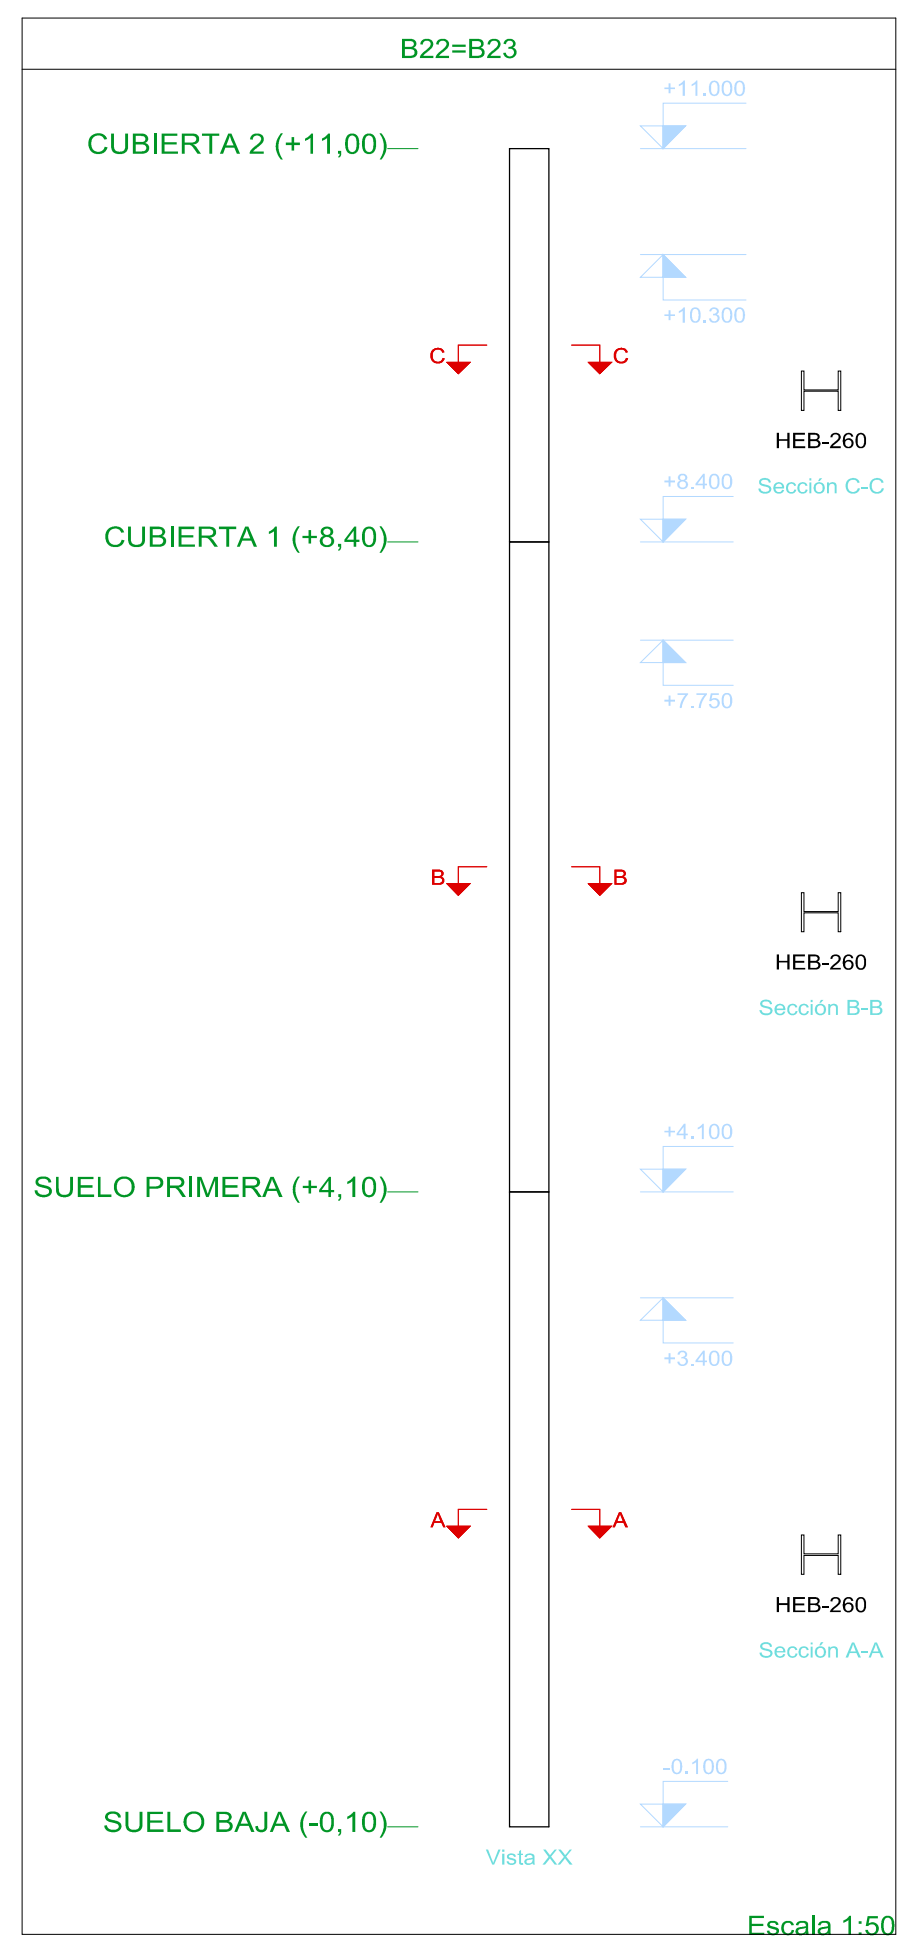 B22=B23
+11.000
CUBIERTA 2 (+11,00)
+10.300
C
C
HEB-260
+8.400
Sección C-C
CUBIERTA 1 (+8,40)
+7.750
B
B
HEB-260
Sección B-B
+4.100
SUELO PRIMERA (+4,10)
+3.400
A
A
HEB-260
Sección A-A
-0.100
SUELO BAJA (-0,10)
Vista XX
Escala 1:50